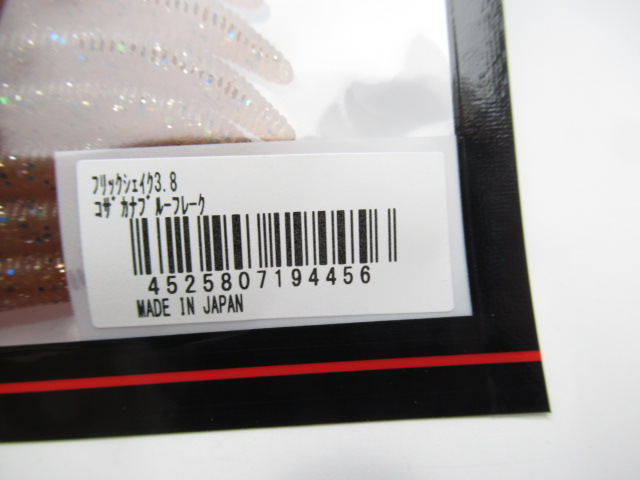 ﾌﾘｯｸｼｪｲｸ3.8
ｺｻﾞｶﾅﾌﾞﾙｰﾌﾚｰｸ
4525807194456
MADE IN JAPAN